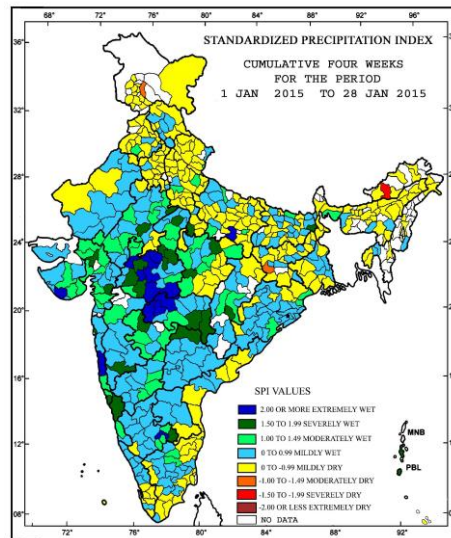 68° 72° 76° 80° 84° 88° 92° 96°
STANDARDIZED PRECIPITATION INDEX
CUMULATIVE FOUR WEEKS
FOR THE PERIOD
1 JAN 2015 TO 28 JAN 2015
36°
32°
28°
24°
20°
16°
12°
08°
SPI VALUES
2.00 OR MORE EXTREMELY WET
1.50 TO 1.99 SEVERELY WET
1.00 TO 1.49 MODERATELY WET
0 TO 0.99 MILDLY WET
0 TO -0.99 MILDLY DRY
-1.00 TO -1.49 MODERATELY DRY
-1.50 TO -1.99 SEVERELY DRY
-2.00 OR LESS EXTREMELY DRY
NO DATA
MNB
PBL
72° 76° 80° 84° 88° 92°